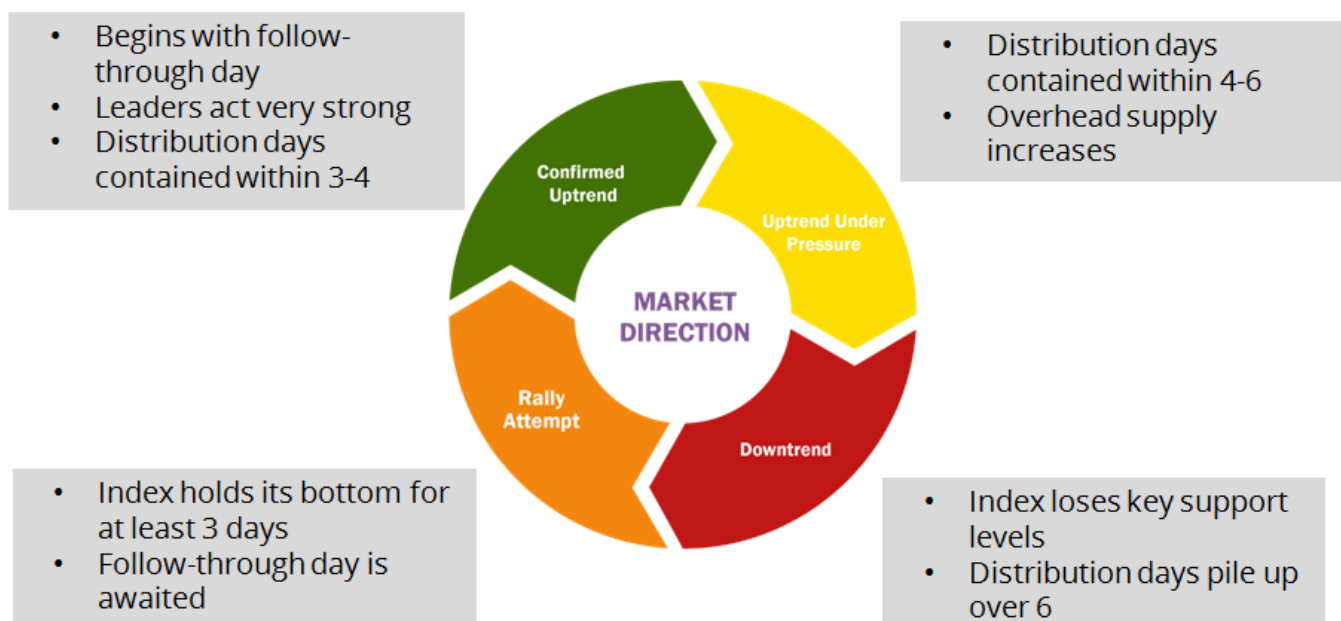 • Begins with follow-
through day
• Leaders act very strong
• Distribution days
contained within 3-4
• Distribution days
contained within 4-6
• Overhead supply
increases
Confirmed
Uptrend
Uptrend Under
Pressure
MARKET
DIRECTION
Rally
Attempt
Downtrend
• Index holds its bottom for
at least 3 days
• Follow-through day is
awaited
• Index loses key support
levels
• Distribution days pile up
over 6